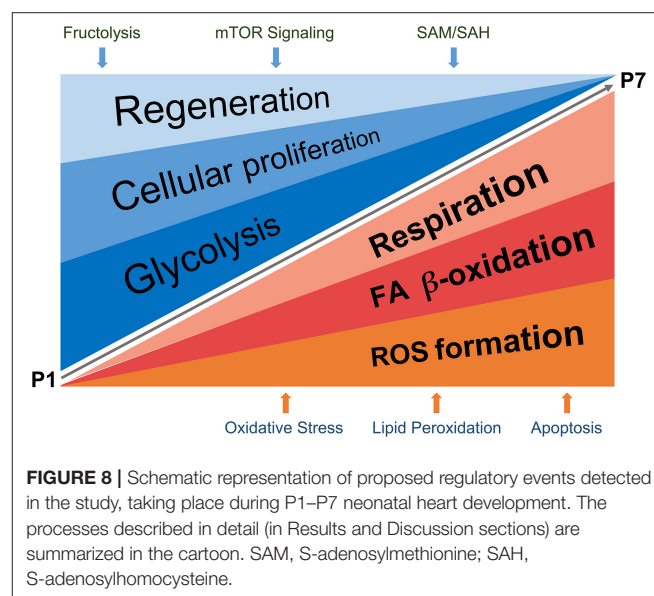 Fructolysis mTOR Signaling SAM/SAH
P7
Regeneration
Cellular proliferation
Glycolysis
Respiration
FA β-oxidation
ROS formation
P1
Oxidative Stress Lipid Peroxidation Apoptosis
FIGURE 8 | Schematic representation of proposed regulatory events detected
in the study, taking place during P1–P7 neonatal heart development. The
processes described in detail (in Results and Discussion sections) are
summarized in the cartoon. SAM, S-adenosylmethionine; SAH,
S-adenosylhomocysteine.